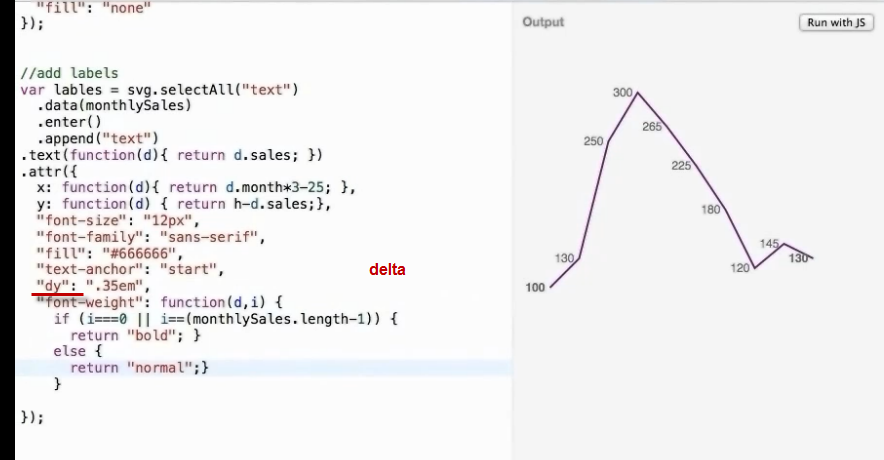 "fill": "none"
});
//add labels
var lables = svg.selectAll("text")
.data(monthlySales)
.enter()
.append("text")
.text(function(d){ return d.sales; })
.attr({
x: function(d){ return d.month*3-25; },
y: function(d) { return h-d.sales;},
"font-size": "12px",
"font-family": "sans-serif",
"fill": "#666666",
"text-anchor": "start",
"dy": ".35em",
"font-weight": function(d,i) {
if (i===0 || i==(monthlySales.length-1)) {
return "bold"; }
else {
return "normal";}
}
});
delta
Output
Run with JS
300
265
250
225
180
145
130
130
120
100